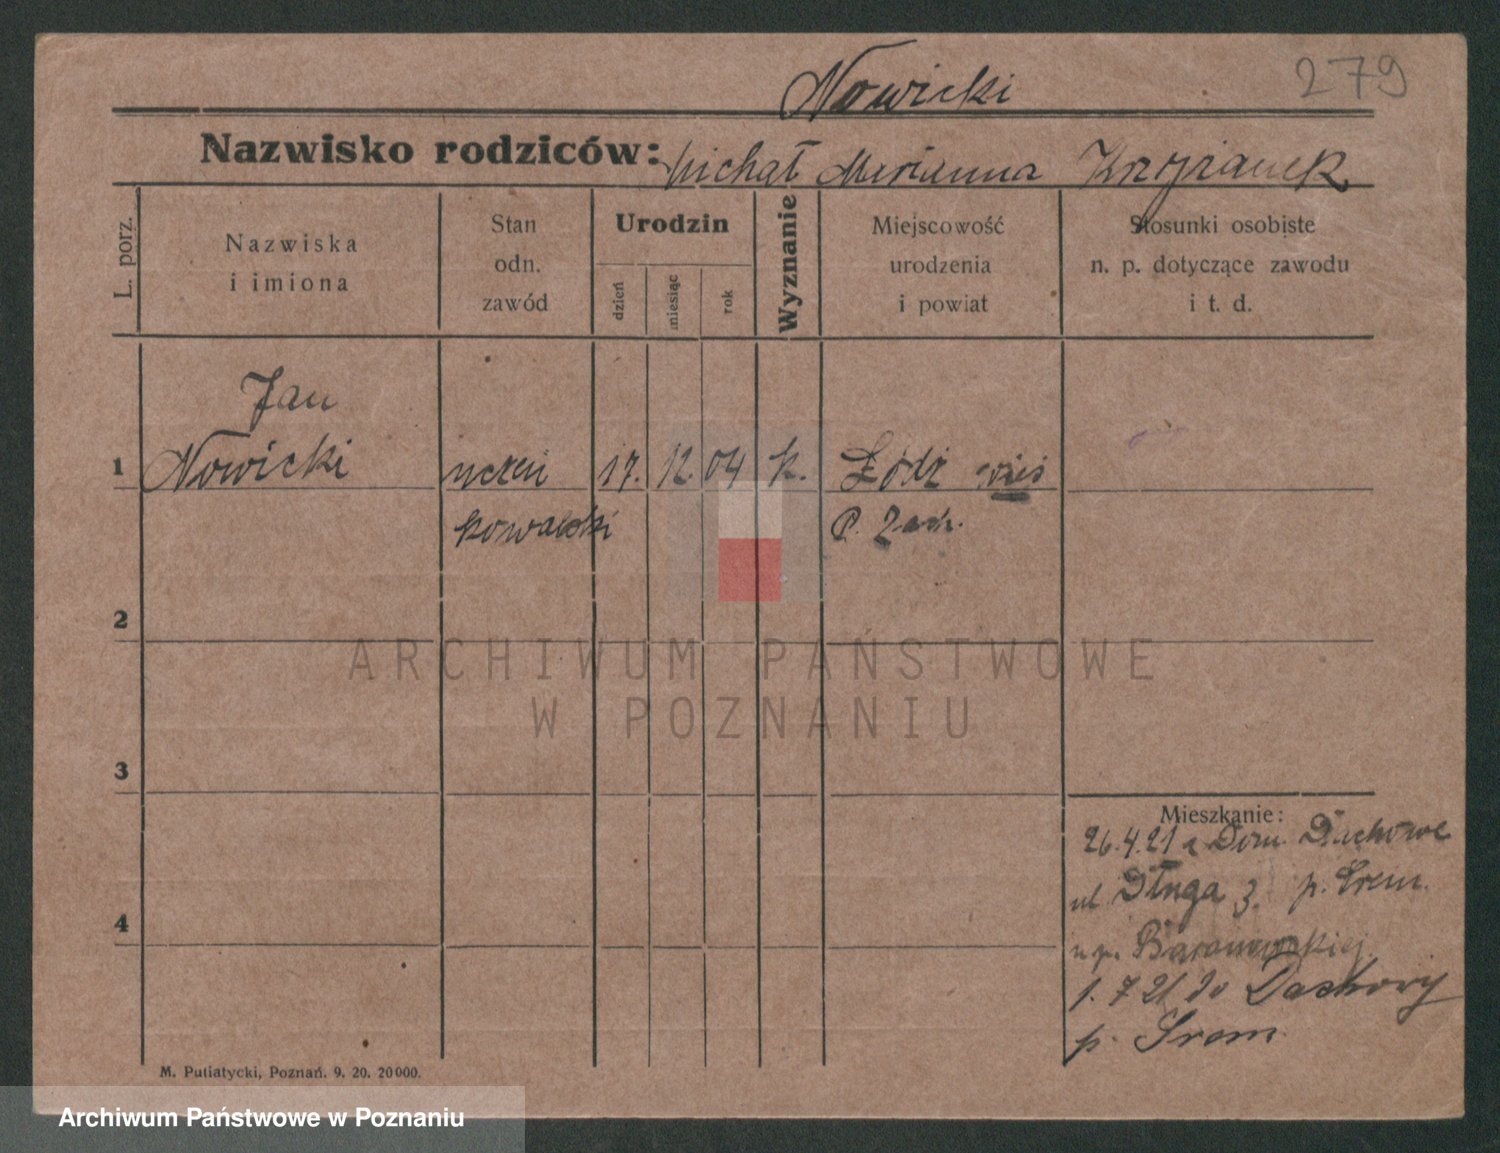 Nowicki 279
Nazwisko rodziców: Michał Marianna
L. porz.
Nazwiska
i imiona
Stan
odn.
zawód
Urodzin
dzień
miesiąc
rok
Wyznanie
Miejscowość
urodzenia
i powiat
Stosunki osobiste
n. p. dotyczące zawodu
i t. d.
Jan
1 Nowicki uczeń 17. 12. 04 k. Łódź wieś
kowalski P.
2
ARCHIWUM PAŃSTWOWE
W POZNANIU
3
Mieszkanie:
26.4.21 z Dom. Dachowe
4
ul Długa 3. p. Śrem.
1. 7 21 do Dachowy
p. Śrem
M. Putiatycki, Poznań. 9. 20. 20000.
Archiwum Państwowe w Poznaniu